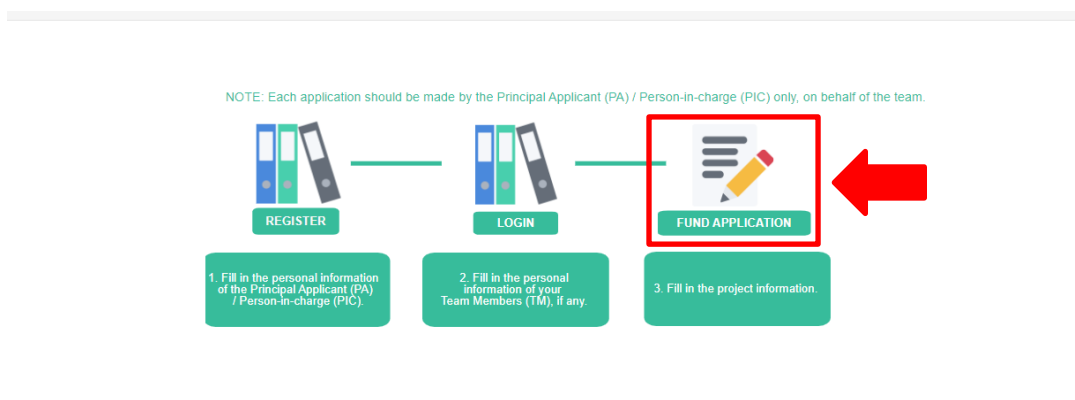 NOTE: Each application should be made by the Principal Applicant (PA) / Person-in-charge (PIC) only, on behalf of the team.
REGISTER
LOGIN
FUND APPLICATION
1. Fill in the personal information
of the Principal Applicant (PA)
/ Person-in-charge (PIC).
2. Fill in the personal
information of your
Team Members (TM), if any.
3. Fill in the project information.